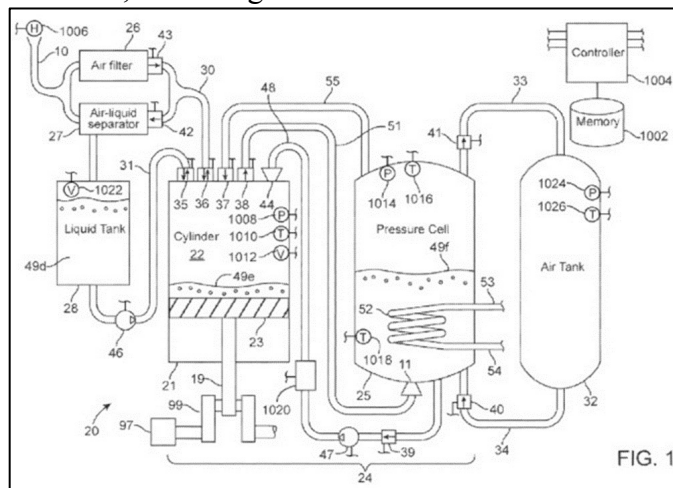 H
1006
26
43
10
Air filter
30
Air-liquid
separator
27
42
31
48
55
51
33
41
Controller
1004
Memory
1002
V
1022
Liquid Tank
49d
28
46
35
36
37
38
44
1008
P
1010
T
1012
V
Cylinder
22
49e
23
21
19
99
97
20
1020
47
39
24
P
1014
T
1016
Pressure Cell
49f
52
53
54
T
1018
25
11
40
34
1024
P
1026
T
Air Tank
32
FIG. 1